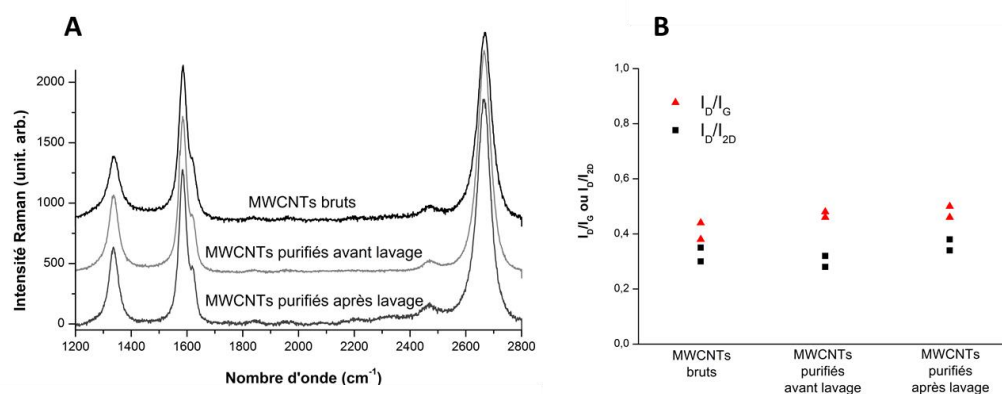 A
B
Intensité Raman (unit. arb.)
2000
1500
1000
500
0
MWCNTs bruts
MWCNTs purifiés avant lavage
MWCNTs purifiés après lavage
1200 1400 1600 1800 2000 2200 2400 2600 2800
Nombre d'onde (cm⁻¹)
I_D/I_G ou I_D/I_2D
1,0
0,8
0,6
0,4
0,2
0,0
I_D/I_G
I_D/I_2D
MWCNTs
bruts
MWCNTs
purifiés
avant lavage
MWCNTs
purifiés
après lavage